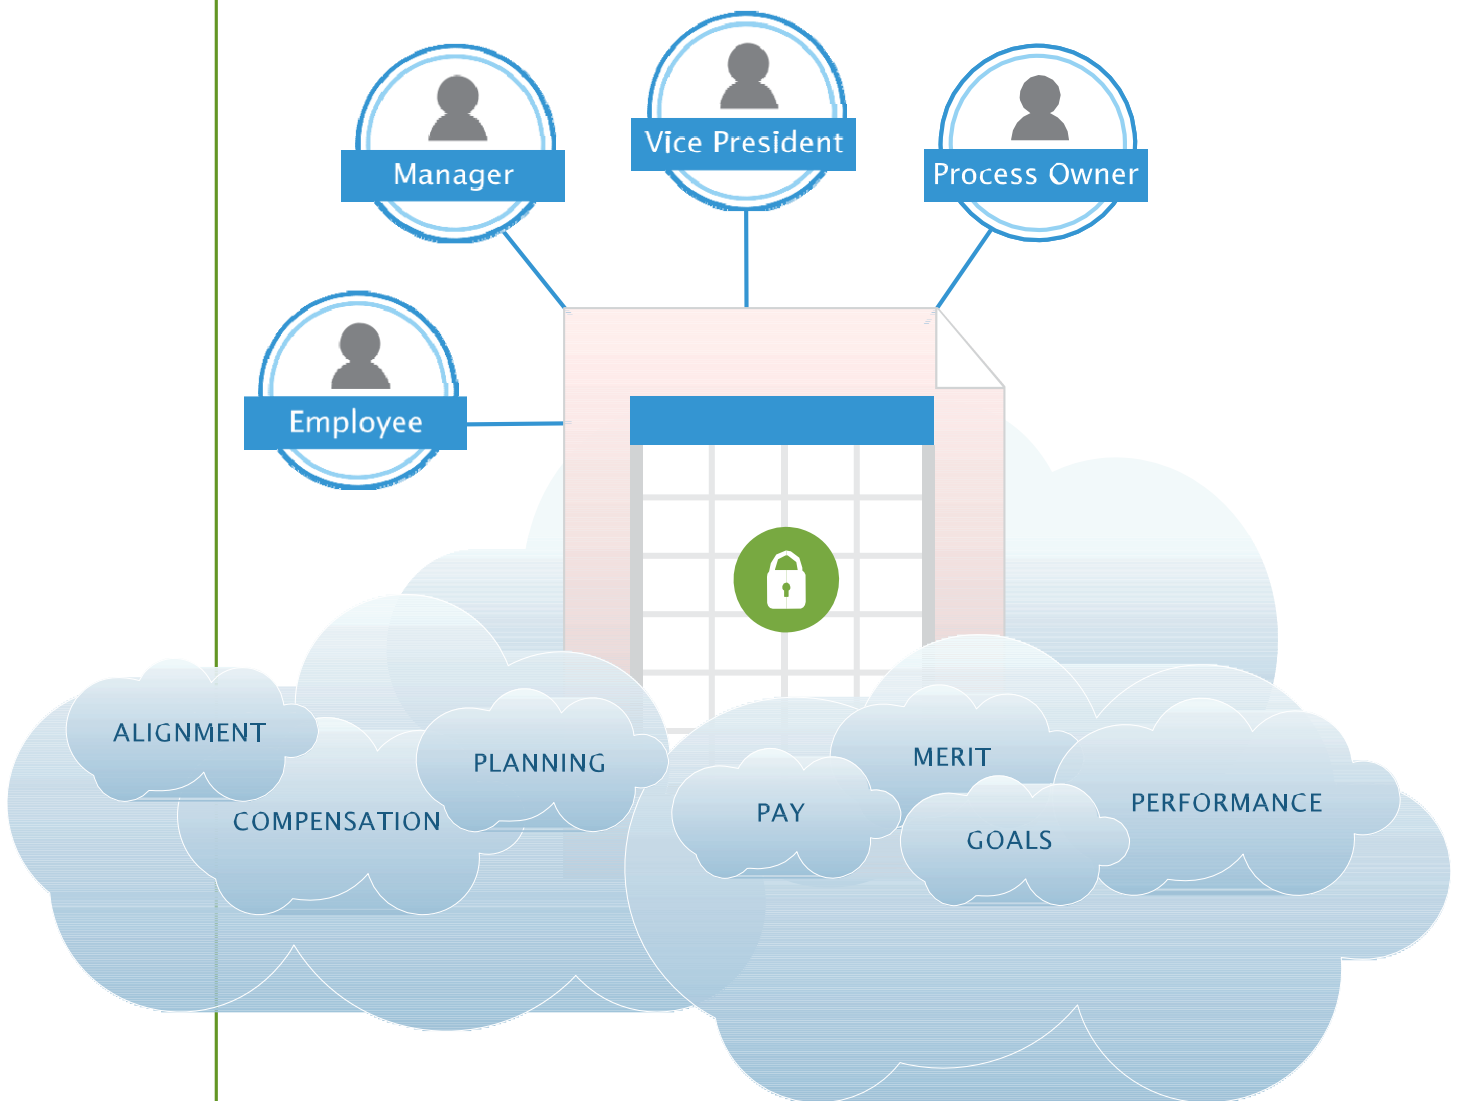 Vice President
Manager
Process Owner
Employee
ALIGNMENT
PLANNING
MERIT
COMPENSATION
PAY
PERFORMANCE
GOALS